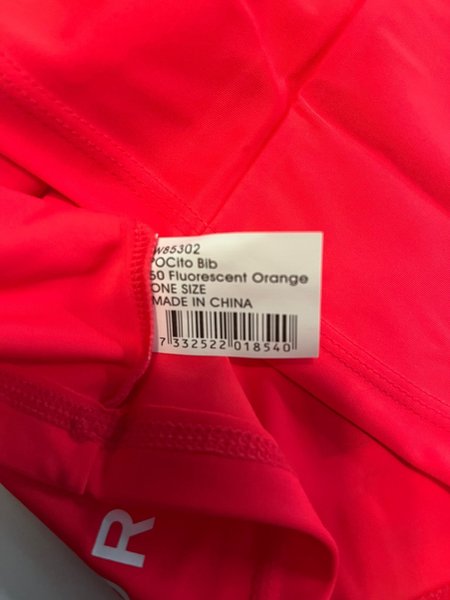 W85302
POCito Bib
50 Fluorescent Orange
ONE SIZE
MADE IN CHINA
7 332522 018540
R